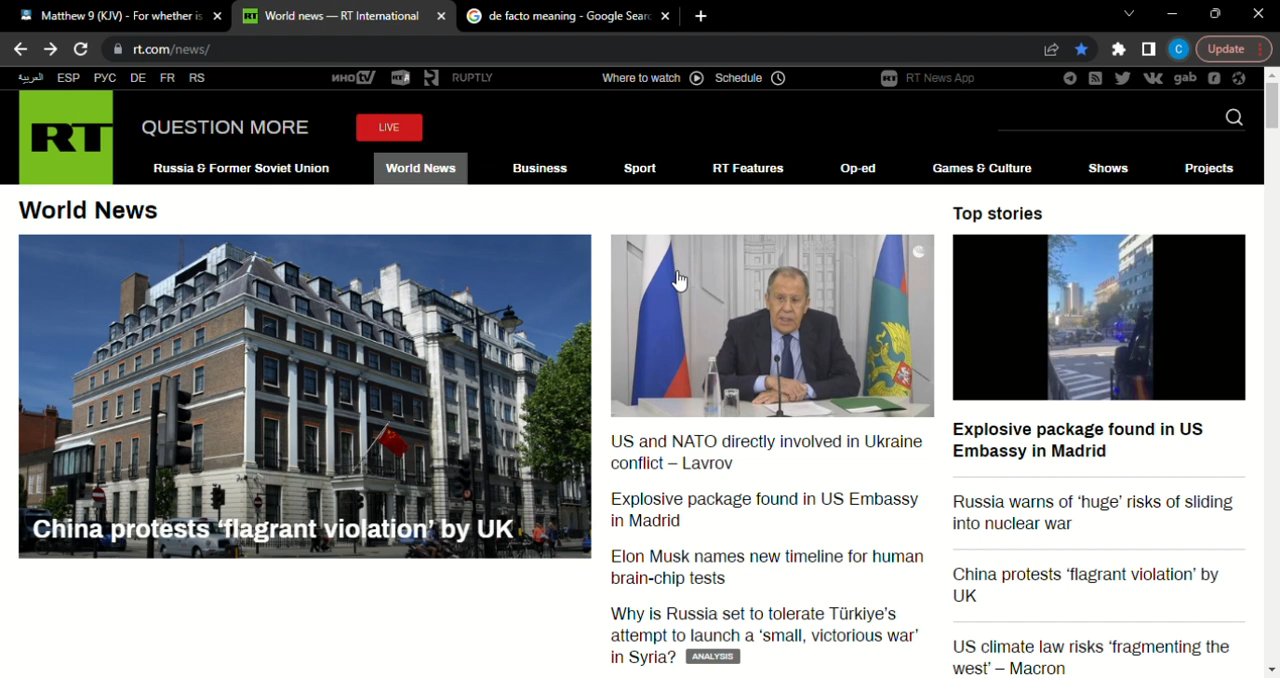 Matthew 9 (KJV) - For whether is
World news — RT International
de facto meaning - Google Sear
rt.com/news/
C
Update
العربية ESP РУС DE FR RS
ИНОTV
RUPTLY
Where to watch
Schedule
RT
RT News App
gab
RT
QUESTION MORE
LIVE
Russia & Former Soviet Union
World News
Business
Sport
RT Features
Op-ed
Games & Culture
Shows
Projects
World News
China protests ‘flagrant violation’ by UK
US and NATO directly involved in Ukraine
conflict – Lavrov
Explosive package found in US Embassy
in Madrid
Elon Musk names new timeline for human
brain-chip tests
Why is Russia set to tolerate Türkiye’s
attempt to launch a ‘small, victorious war’
in Syria? ANALYSIS
Top stories
Explosive package found in US
Embassy in Madrid
Russia warns of ‘huge’ risks of sliding
into nuclear war
China protests ‘flagrant violation’ by
UK
US climate law risks ‘fragmenting the
west’ – Macron